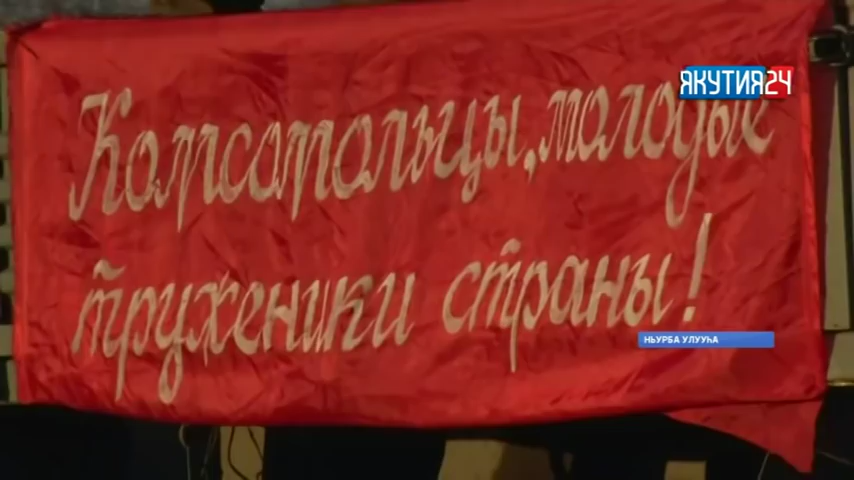 ЯКУТИЯ24
Комсомольцы, молодые
труженики страны!
НЬУРБА УЛУУҺА